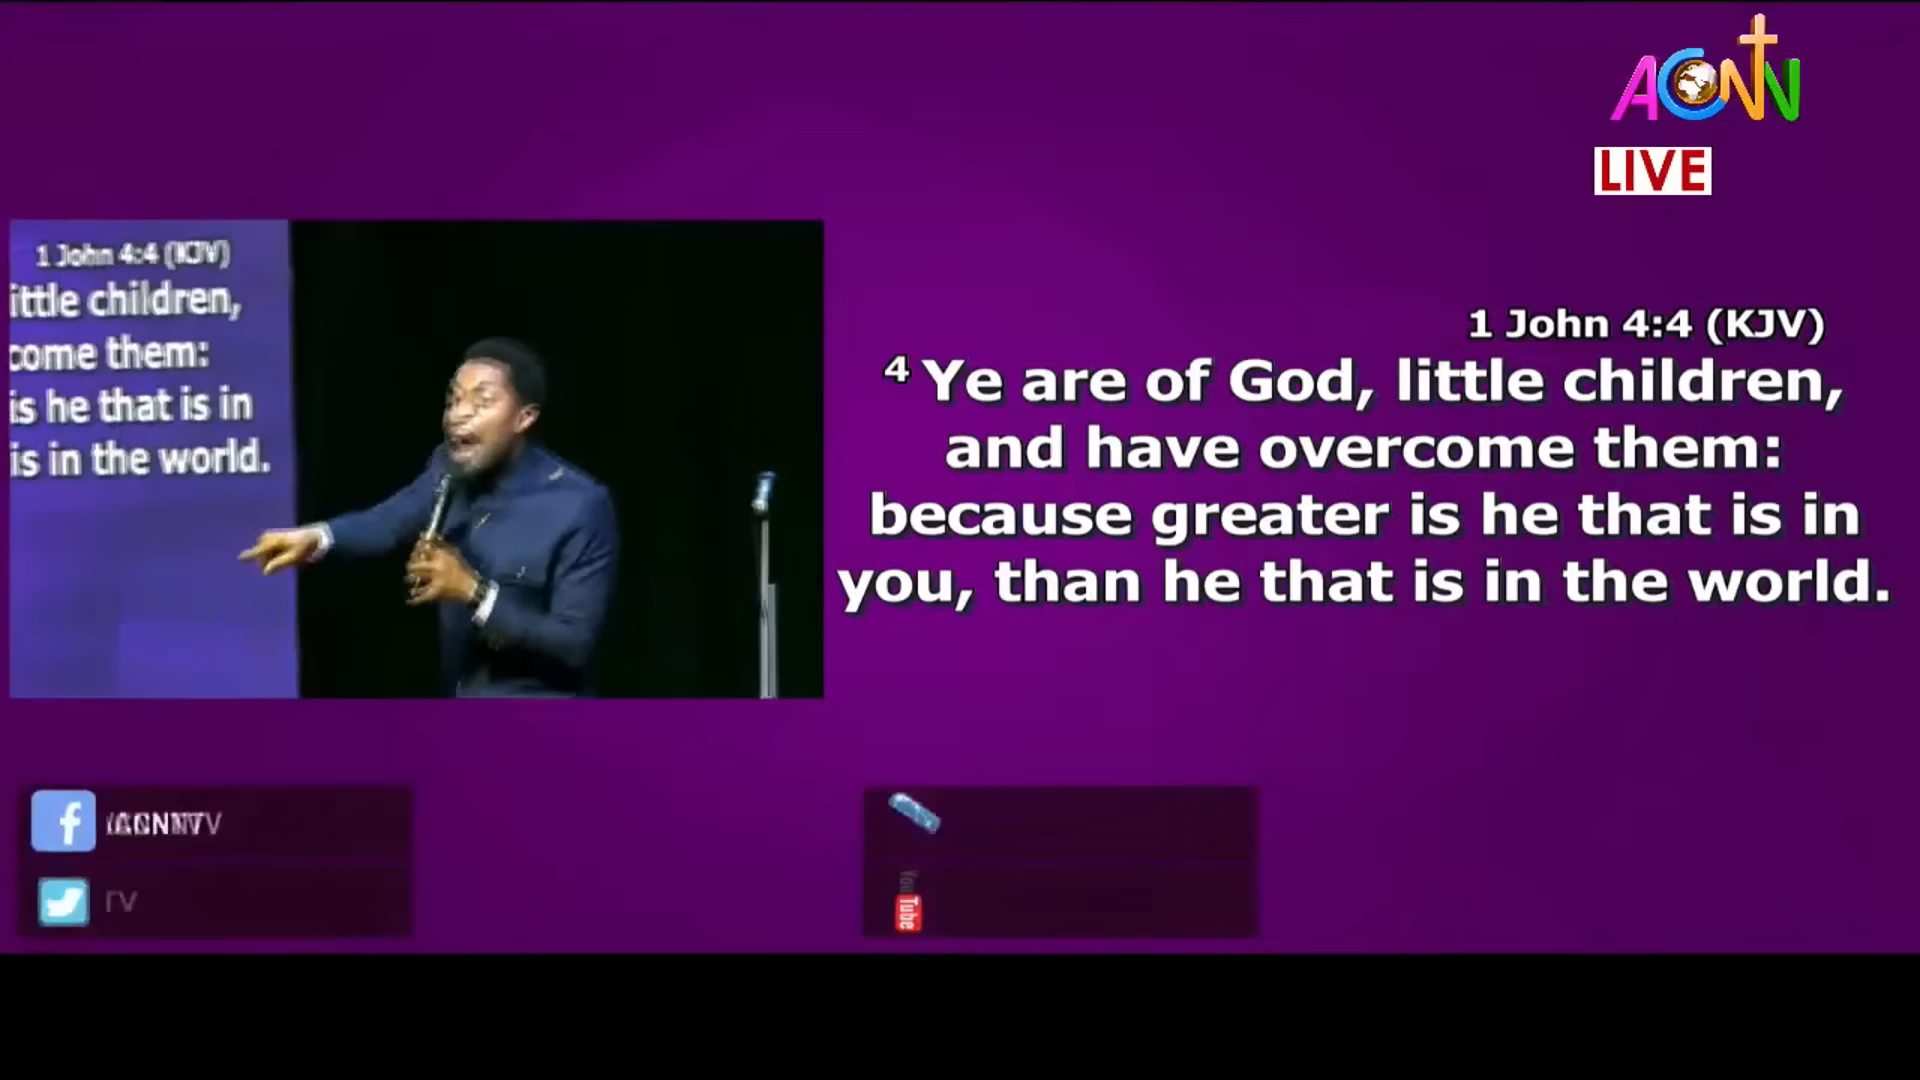 ACNN
LIVE
1 John 4:4 (KJV)
ittle children,
come them:
is he that is in
is in the world.
1 John 4:4 (KJV)
4 Ye are of God, little children,
and have overcome them:
because greater is he that is in
you, than he that is in the world.
f
TV
You
Tube